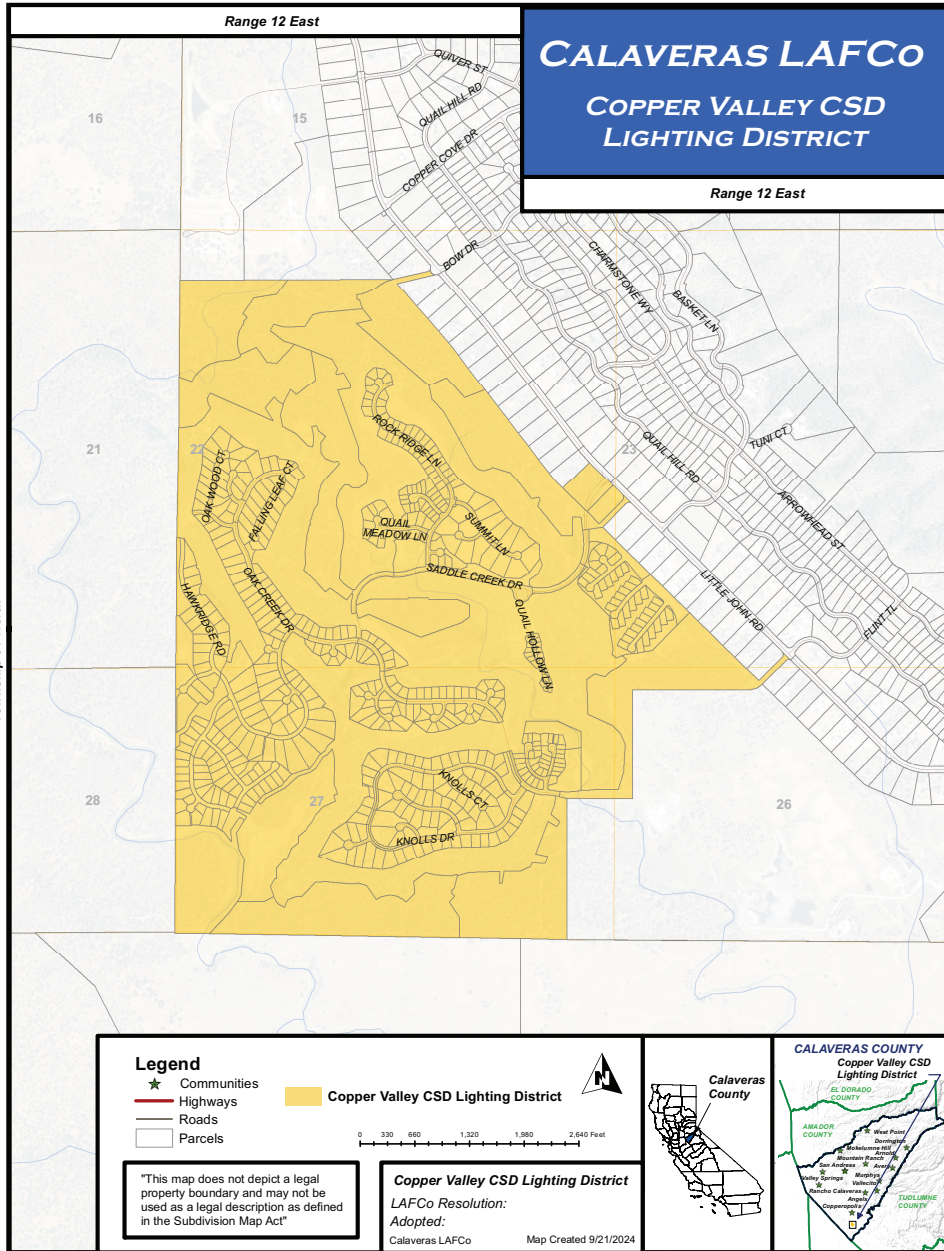 Range 12 East
CALAVERAS LAFCO
COPPER VALLEY CSD
LIGHTING DISTRICT
Range 12 East
16
15
QUIVER ST
QUAIL HILL RD
COPPER COVE DR
BOW DR
CHARMSTONE WY
BASKET LN
21
22
23
TUNI CT
QUAIL HILL RD
ARROWHEAD ST
ROCK RIDGE LN
OAK WOOD CT
FALLING LEAF CT
QUAIL
MEADOW LN
SUMMIT LN
SADDLE CREEK DR
OAK CREEK DR
HAWKRIDGE RD
QUAIL HOLLOW LN
LITTLE JOHN RD
FLINT TL
28
27
26
KNOLLS CT
KNOLLS DR
Legend
Communities
Highways
Roads
Parcels
Copper Valley CSD Lighting District
N
0 330 660 1,320 1,980 2,640 Feet
"This map does not depict a legal
property boundary and may not be
used as a legal description as defined
in the Subdivision Map Act"
Copper Valley CSD Lighting District
LAFCo Resolution:
Adopted:
Calaveras LAFCo Map Created 9/21/2024
Calaveras
County
CALAVERAS COUNTY
Copper Valley CSD
Lighting District
EL DORADO
COUNTY
AMADOR
COUNTY
West Point
Dorrington
Mokelumne Hill
Arnold
Mountain Ranch
Avery
San Andreas
Murphys
Valley Springs
Vallecito
Rancho Calaveras
Angels
Copperopolis
TUOLUMNE
COUNTY